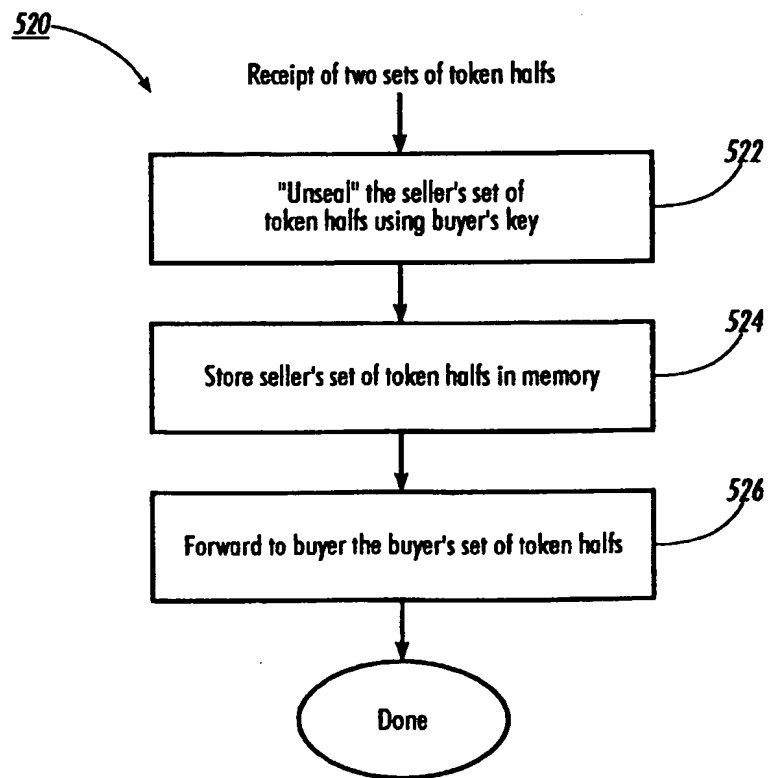 520
Receipt of two sets of token halfs
522
"Unseal" the seller's set of
token halfs using buyer's key
524
Store seller's set of token halfs in memory
526
Forward to buyer the buyer's set of token halfs
Done